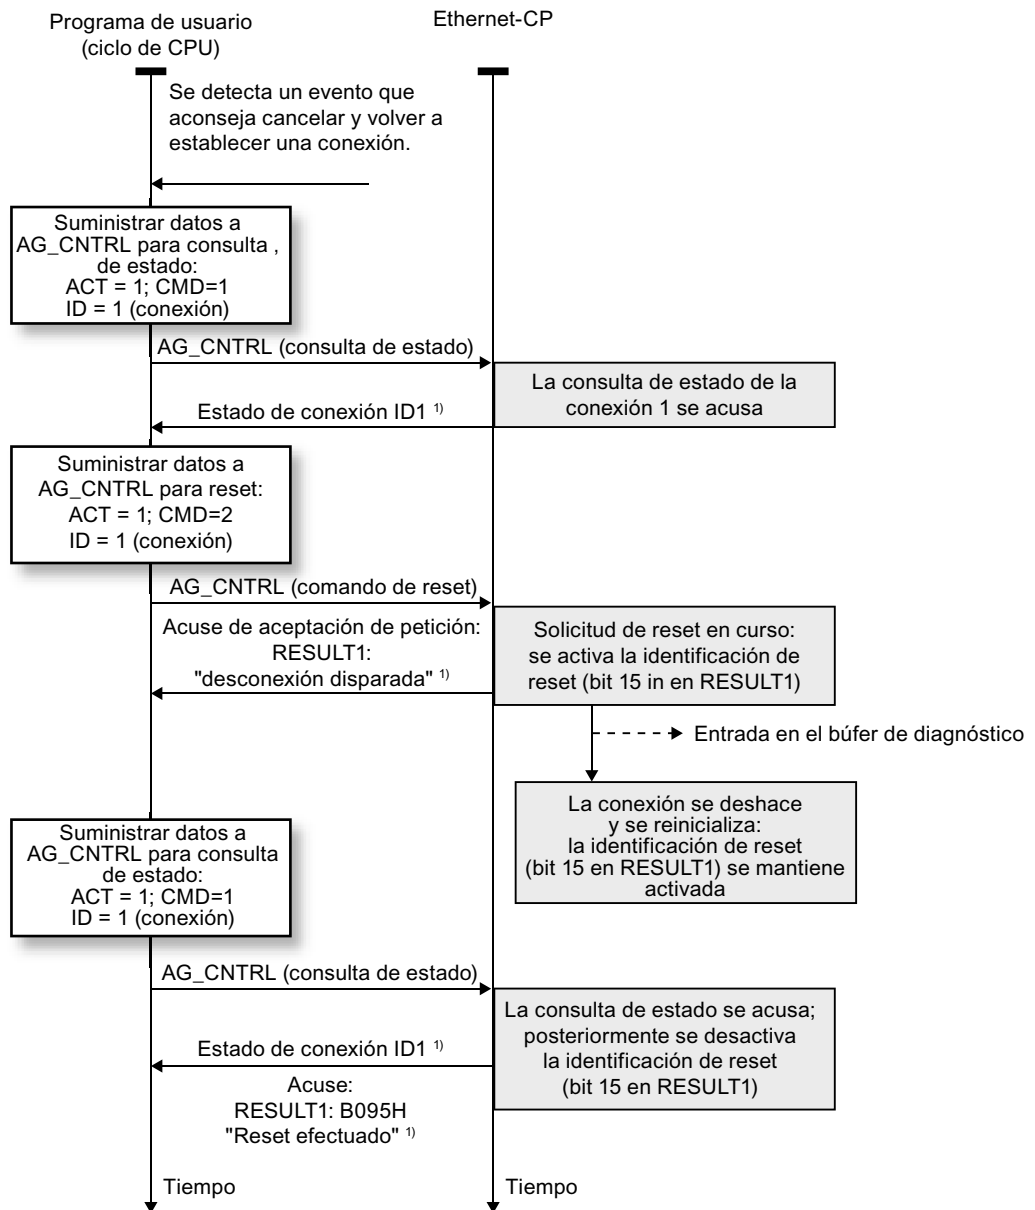 Programa de usuario
(ciclo de CPU)
Ethernet-CP
Se detecta un evento que
aconseja cancelar y volver a
establecer una conexión.
Suministrar datos a
AG_CNTRL para consulta ,
de estado:
ACT = 1; CMD=1
ID = 1 (conexión)
AG_CNTRL (consulta de estado)
La consulta de estado de la
conexión 1 se acusa
Estado de conexión ID1 1)
Suministrar datos a
AG_CNTRL para reset:
ACT = 1; CMD=2
ID = 1 (conexión)
AG_CNTRL (comando de reset)
Acuse de aceptación de petición:
RESULT1:
"desconexión disparada" 1)
Solicitud de reset en curso:
se activa la identificación de
reset (bit 15 in en RESULT1)
Entrada en el búfer de diagnóstico
La conexión se deshace
y se reinicializa:
la identificación de reset
(bit 15 en RESULT1) se mantiene
activada
Suministrar datos a
AG_CNTRL para consulta
de estado:
ACT = 1; CMD=1
ID = 1 (conexión)
AG_CNTRL (consulta de estado)
La consulta de estado se acusa;
posteriormente se desactiva
la identificación de reset
(bit 15 en RESULT1)
Estado de conexión ID1 1)
Acuse:
RESULT1: B095H
"Reset efectuado" 1)
Tiempo
Tiempo